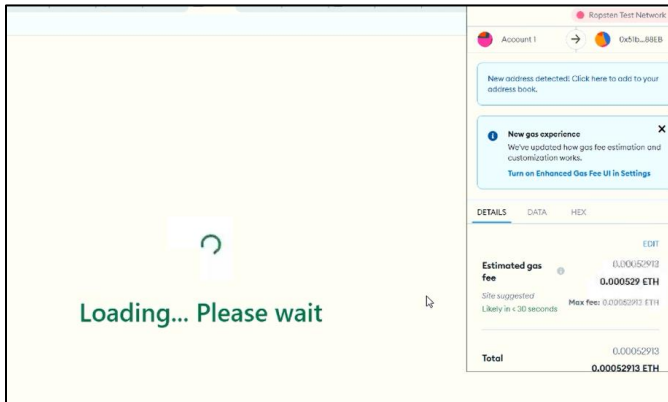 Loading... Please wait
Ropsten Test Network
Account 1
0x51b...88EB
New address detected! Click here to add to your
address book.
New gas experience
We've updated how gas fee estimation and
customization works.
Turn on Enhanced Gas Fee UI in Settings
DETAILS DATA HEX
EDIT
Estimated gas
fee
0.00052913
0.000529 ETH
Site suggested
Likely in < 30 seconds
Max fee: 0.00052913 ETH
Total
0.00052913
0.00052913 ETH